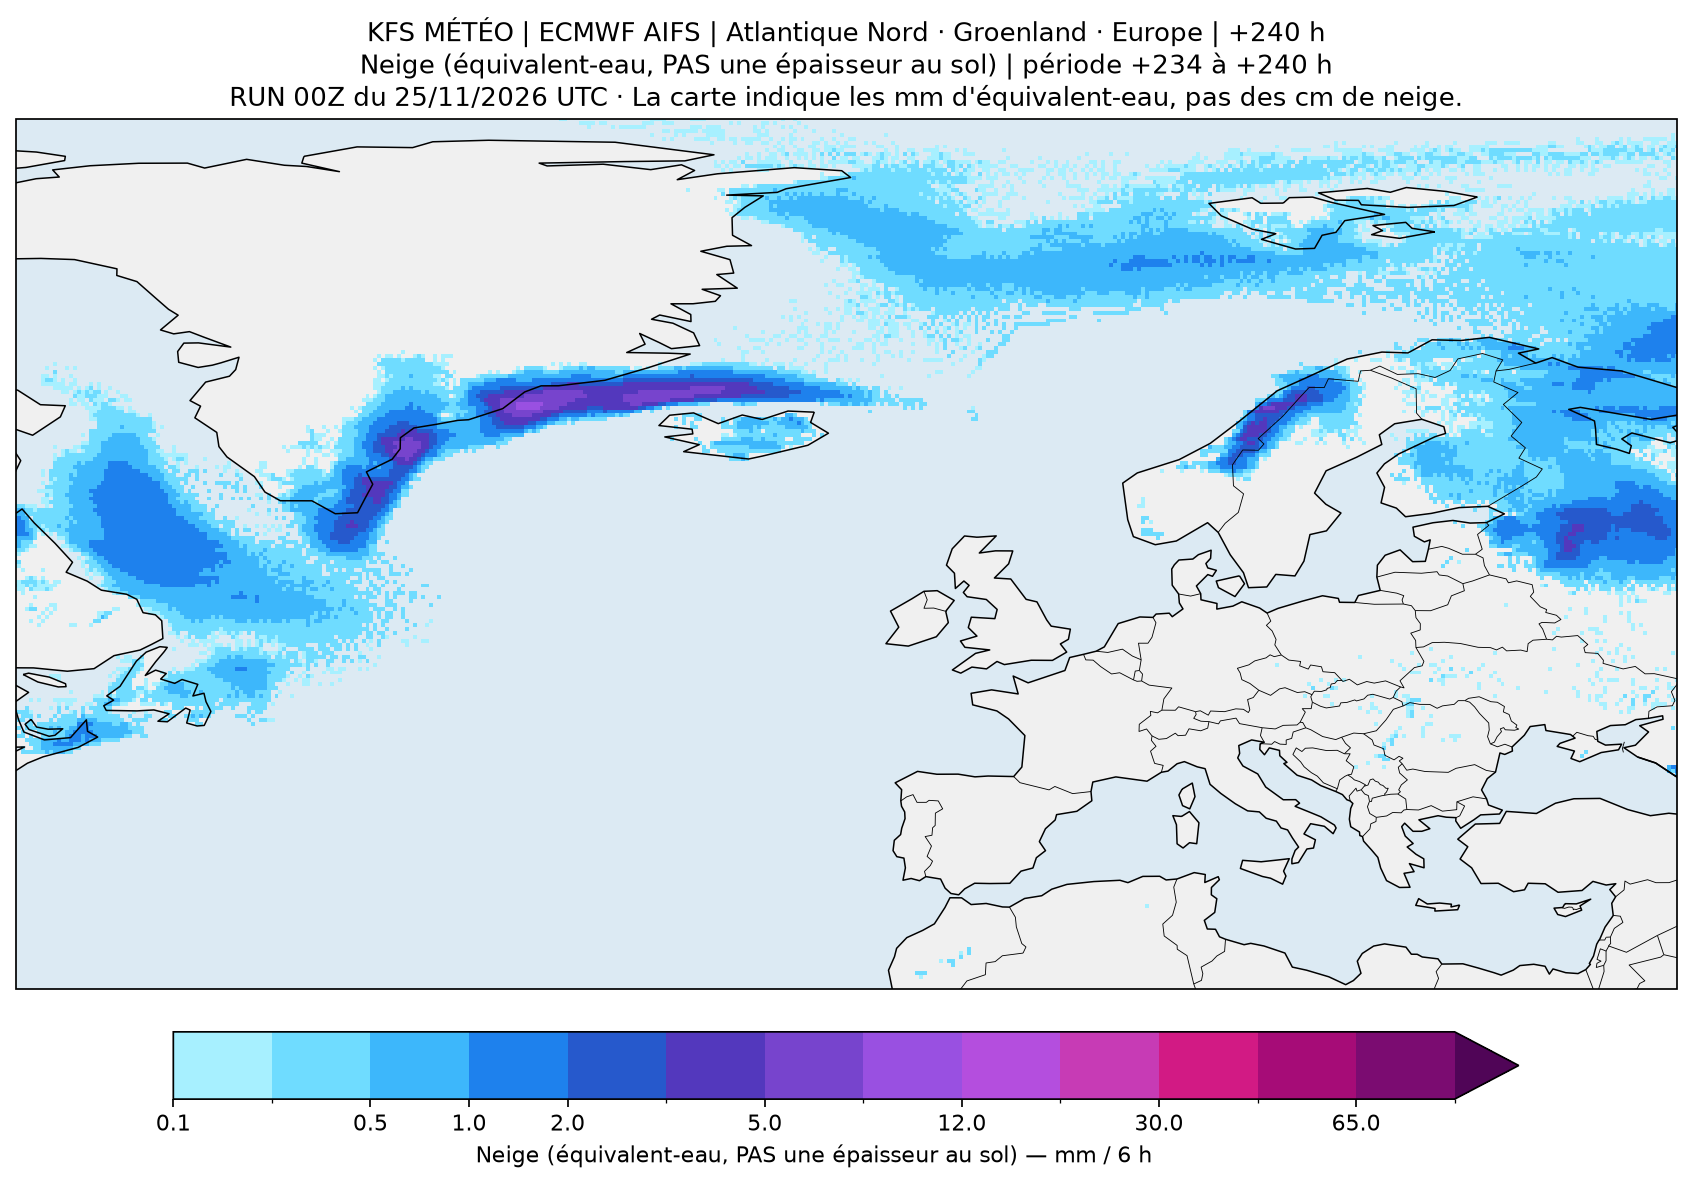 KFS MÉTÉO | ECMWF AIFS | Atlantique Nord · Groenland · Europe | +240 h
Neige (équivalent-eau, PAS une épaisseur au sol) | période +234 à +240 h
RUN 00Z du 25/11/2026 UTC · La carte indique les mm d'équivalent-eau, pas des cm de neige.
0.1 0.5 1.0 2.0 5.0 12.0 30.0 65.0
Neige (équivalent-eau, PAS une épaisseur au sol) — mm / 6 h